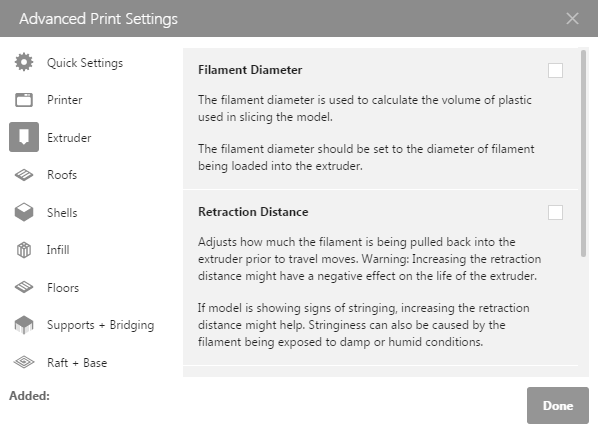 Advanced Print Settings
Quick Settings
Printer
Extruder
Roofs
Shells
Infill
Floors
Supports + Bridging
Raft + Base
Filament Diameter
The filament diameter is used to calculate the volume of plastic
used in slicing the model.
The filament diameter should be set to the diameter of filament
being loaded into the extruder.
Retraction Distance
Adjusts how much the filament is being pulled back into the
extruder prior to travel moves. Warning: Increasing the retraction
distance might have a negative effect on the life of the extruder.
If model is showing signs of stringing, increasing the retraction
distance might help. Stringiness can also be caused by the
filament being exposed to damp or humid conditions.
Added:
Done